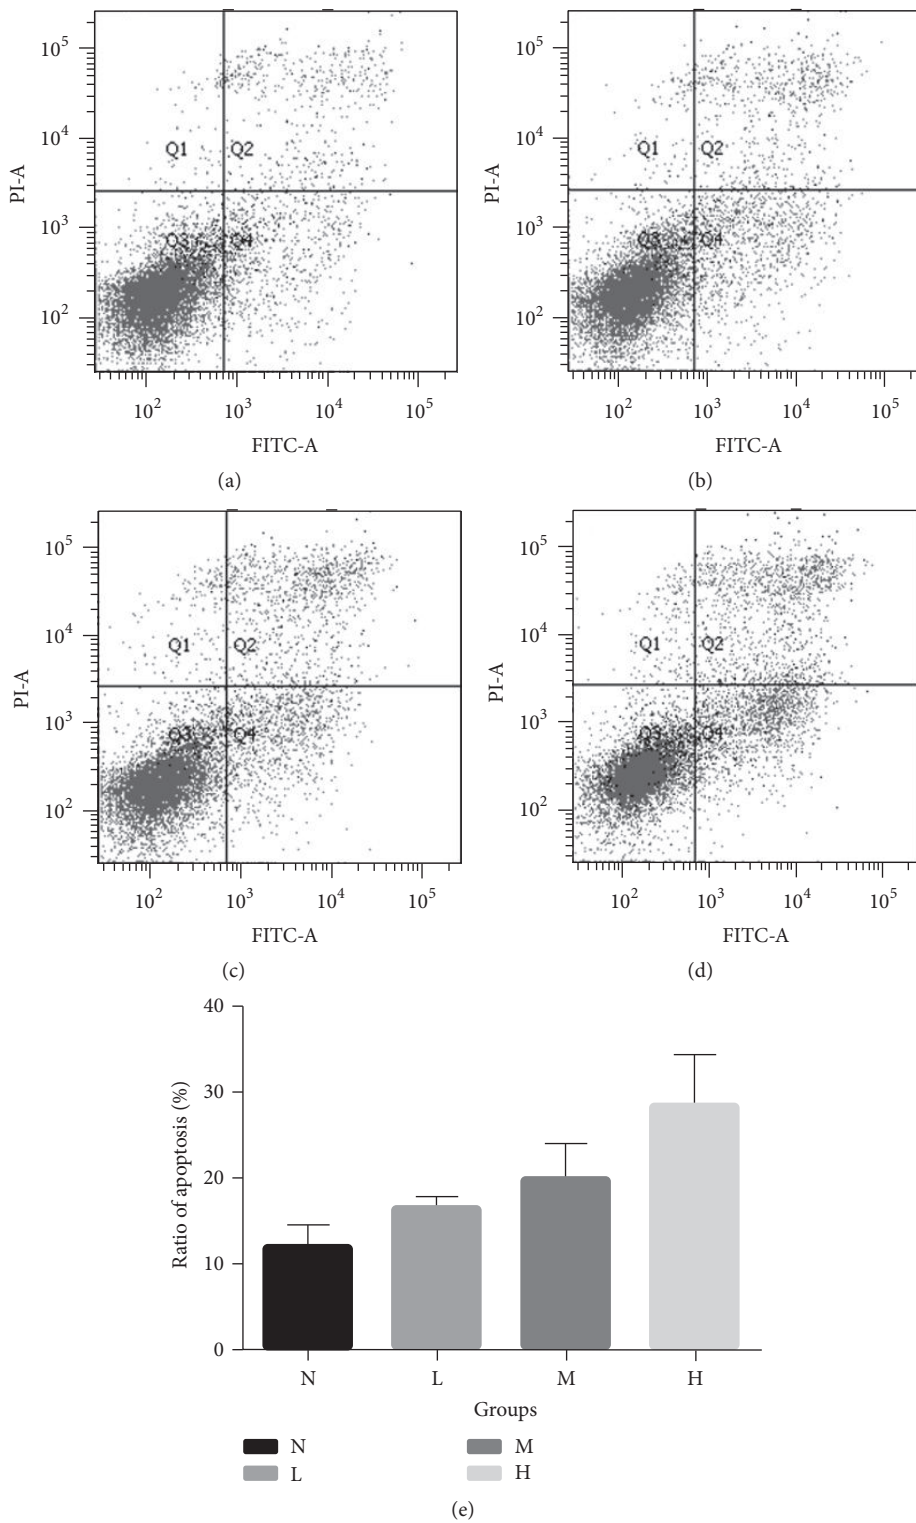 PI-A
10^5
10^4
10^3
10^2
Q1
Q2
Q3
Q4
10^2 10^3 10^4 10^5
FITC-A
(a)
PI-A
10^5
10^4
10^3
10^2
Q1
Q2
Q3
Q4
10^2 10^3 10^4 10^5
FITC-A
(b)
PI-A
10^5
10^4
10^3
10^2
Q1
Q2
Q3
Q4
10^2 10^3 10^4 10^5
FITC-A
(c)
PI-A
10^5
10^4
10^3
10^2
Q1
Q2
Q3
Q4
10^2 10^3 10^4 10^5
FITC-A
(d)
Ratio of apoptosis (%)
40
30
20
10
0
N L M H
Groups
N
L
M
H
(e)